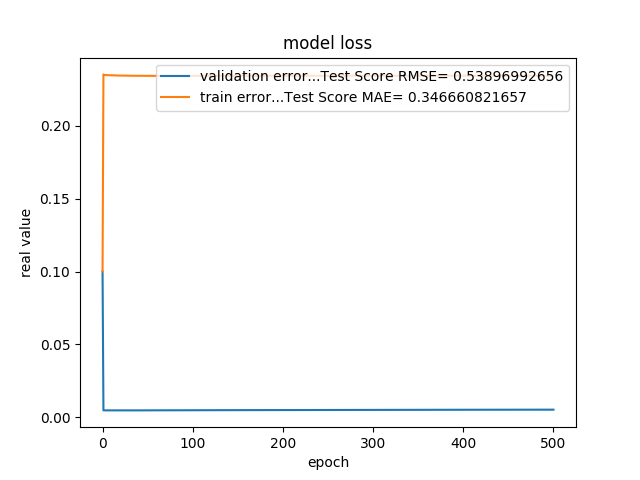 model loss
validation error...Test Score RMSE= 0.53896992656
train error...Test Score MAE= 0.346660821657
real value
0.20
0.15
0.10
0.05
0.00
0 100 200 300 400 500
epoch